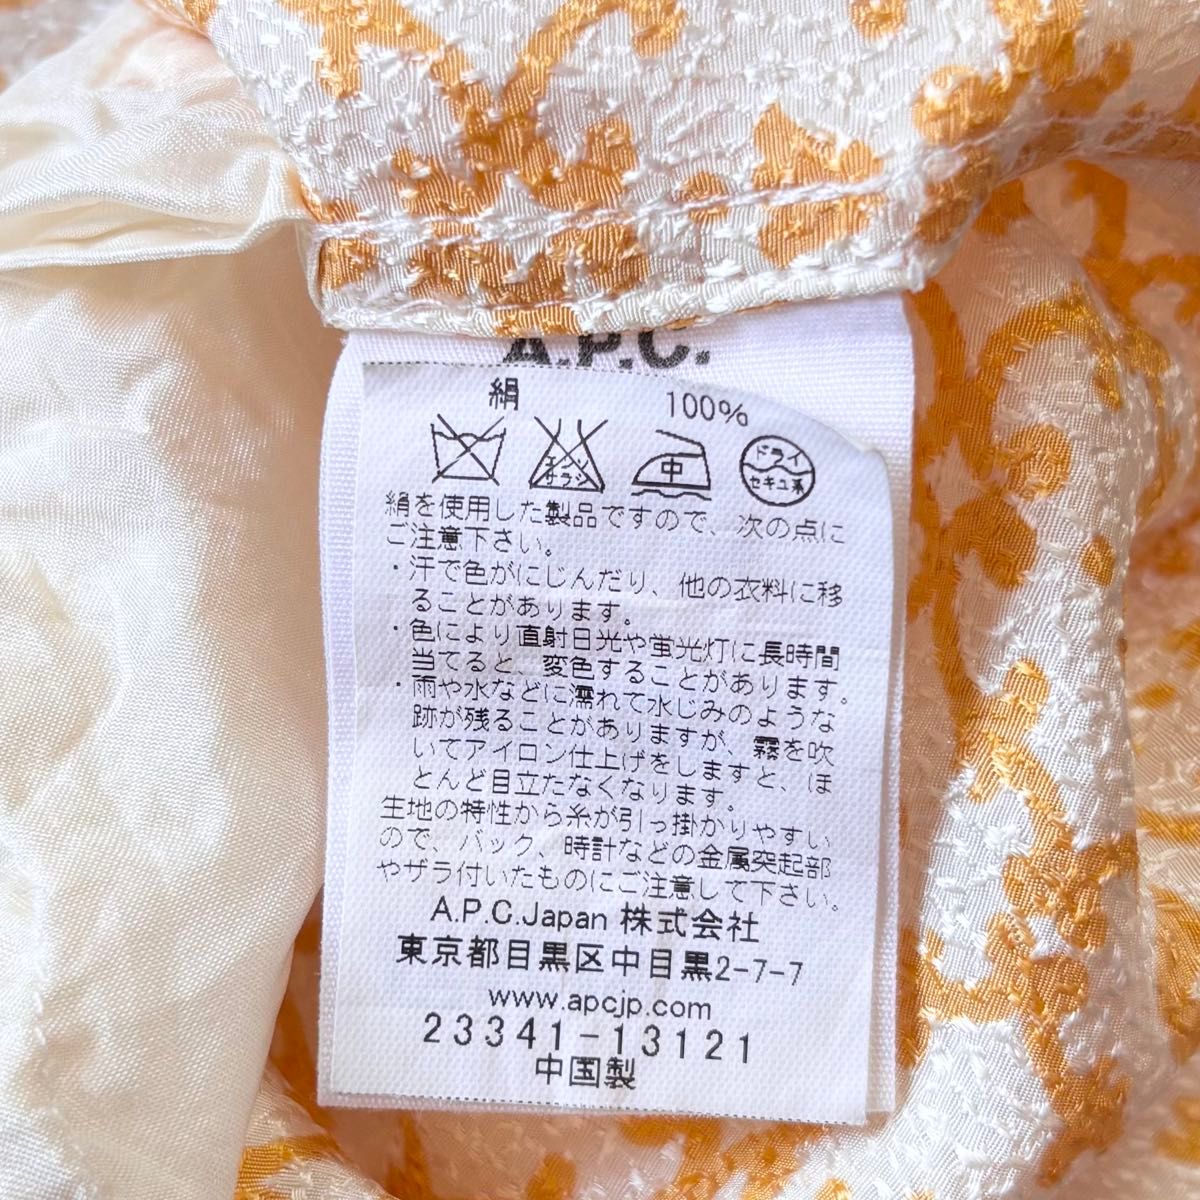 A.P.C.
絹 100%
エンソ
サラシ
中
ドライ
セキユ系
絹を使用した製品ですので、次の点に
ご注意下さい。
・汗で色がにじんだり、他の衣料に移
ることがあります。
・色により直射日光や蛍光灯に長時間
当てると、変色することがあります。
・雨や水などに濡れて水じみのような
跡が残ることがありますが、霧を吹
いてアイロン仕上げをしますと、ほ
とんど目立たなくなります。
生地の特性から糸が引っ掛かりやすい
ので、バック、時計などの金属突起部
やザラ付いたものにご注意して下さい。
A.P.C.Japan 株式会社
東京都目黒区中目黒2-7-7
www.apcjp.com
23341-13121
中国製